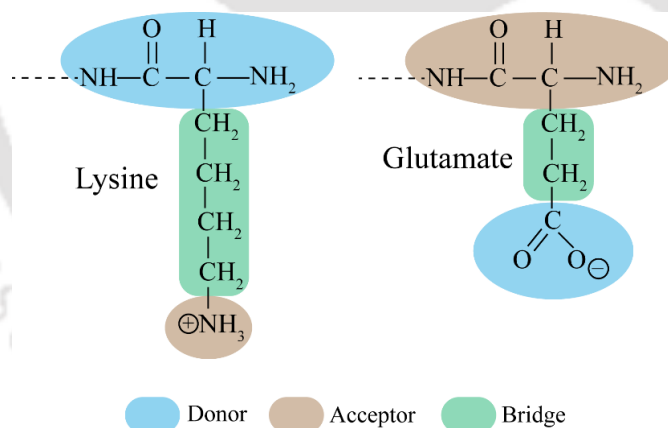 O H O H
NH C C NH₂ NH C C NH₂
CH₂ CH₂
Lysine CH₂ Glutamate CH₂
CH₂ C
CH₂ O O ⊖
⊕NH₃
Donor Acceptor Bridge